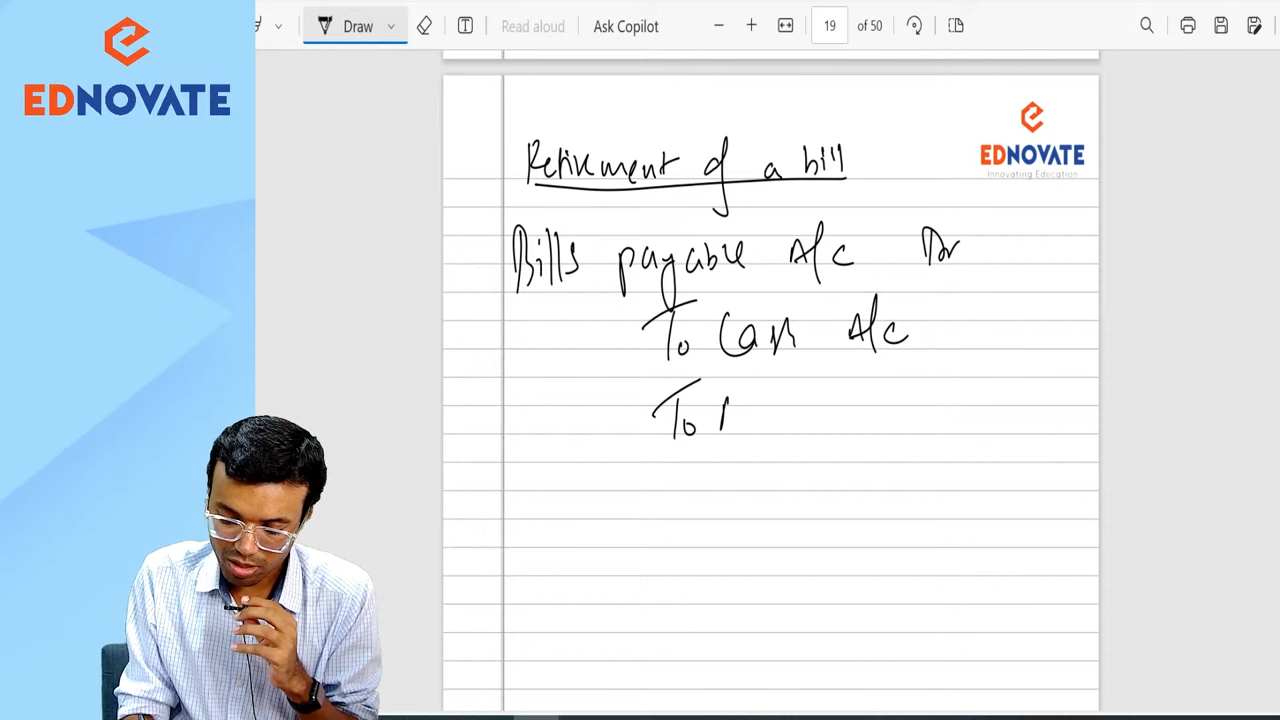 Draw
Read aloud
Ask Copilot
19 of 50
EDNOVATE
EDNOVATE
Innovating Education
Retirement of a bill
Bills payable A/c Dr
To Cash A/c
To